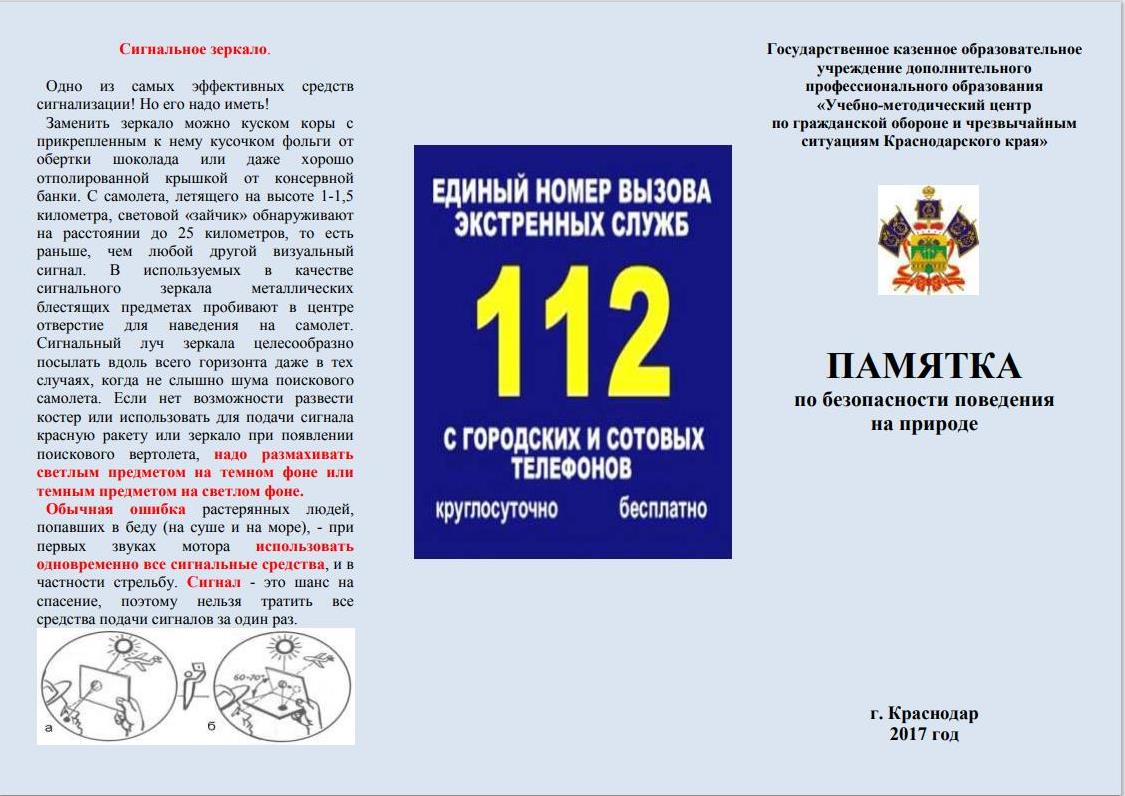 Сигнальное зеркало.
Одно из самых эффективных средств
сигнализации! Но его надо иметь!
Заменить зеркало можно куском коры с
прикрепленным к нему кусочком фольги от
обертки шоколада или даже хорошо
отполированной крышкой от консервной
банки. С самолета, летящего на высоте 1-1,5
километра, световой «зайчик» обнаруживают
на расстоянии до 25 километров, то есть
раньше, чем любой другой визуальный
сигнал. В используемых в качестве
сигнального зеркала металлических
блестящих предметах пробивают в центре
отверстие для наведения на самолет.
Сигнальный луч зеркала целесообразно
посылать вдоль всего горизонта даже в тех
случаях, когда не слышно шума поискового
самолета. Если нет возможности развести
костер или использовать для подачи сигнала
красную ракету или зеркало при появлении
поискового вертолета, надо размахивать
светлым предметом на темном фоне или
темным предметом на светлом фоне.
Обычная ошибка растерянных людей,
попавших в беду (на суше и на море), - при
первых звуках мотора использовать
одновременно все сигнальные средства, и в
частности стрельбу. Сигнал - это шанс на
спасение, поэтому нельзя тратить все
средства подачи сигналов за один раз.
60-70°
а б
ЕДИНЫЙ НОМЕР ВЫЗОВА
ЭКСТРЕННЫХ СЛУЖБ
112
С ГОРОДСКИХ И СОТОВЫХ
ТЕЛЕФОНОВ
круглосуточно бесплатно
Государственное казенное образовательное
учреждение дополнительного
профессионального образования
«Учебно-методический центр
по гражданской обороне и чрезвычайным
ситуациям Краснодарского края»
ПАМЯТКА
по безопасности поведения
на природе
г. Краснодар
2017 год